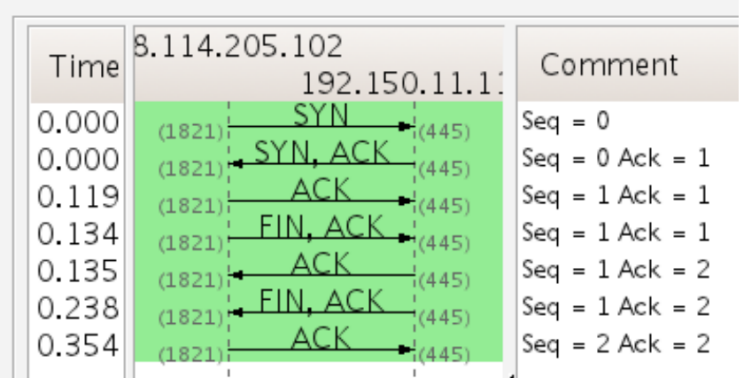 Time
8.114.205.102
192.150.11.11
Comment
0.000 (1821) SYN (445) Seq = 0
0.000 (1821) SYN, ACK (445) Seq = 0 Ack = 1
0.119 (1821) ACK (445) Seq = 1 Ack = 1
0.134 (1821) FIN, ACK (445) Seq = 1 Ack = 1
0.135 (1821) ACK (445) Seq = 1 Ack = 2
0.238 (1821) FIN, ACK (445) Seq = 1 Ack = 2
0.354 (1821) ACK (445) Seq = 2 Ack = 2